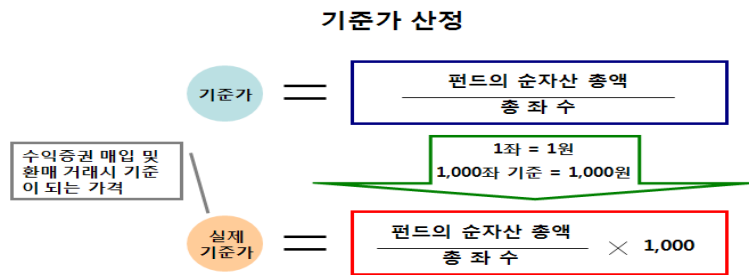 기준가 산정
기준가
펀드의 순자산 총액
총 좌 수
1좌 = 1원
1,000좌 기준 = 1,000원
수익증권 매입 및
환매 거래시 기준
이 되는 가격
실제
기준가
펀드의 순자산 총액
총 좌 수
× 1,000